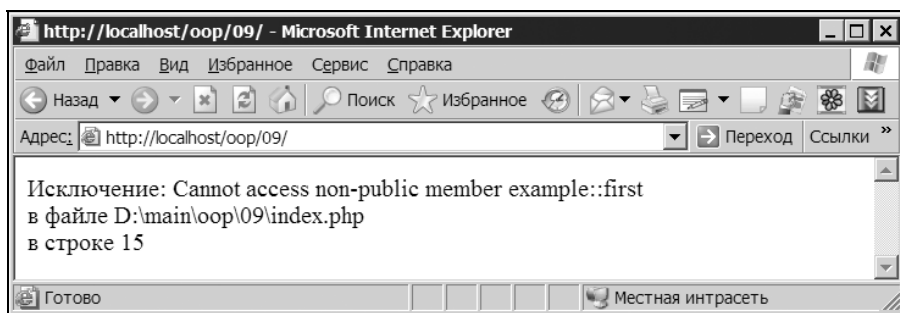 http://localhost/oop/09/ - Microsoft Internet Explorer
Файл Правка Вид Избранное Сервис Справка
Назад Поиск Избранное
Адрес: http://localhost/oop/09/ Переход Ссылки »
Исключение: Cannot access non-public member example::first
в файле D:\main\oop\09\index.php
в строке 15
Готово Местная интрасеть